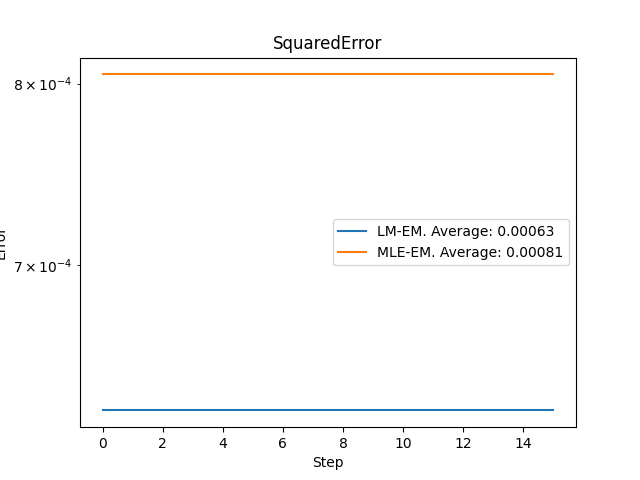 SquaredError
8 × 10⁻⁴
7 × 10⁻⁴
Error
LM-EM. Average: 0.00063
MLE-EM. Average: 0.00081
0 2 4 6 8 10 12 14
Step